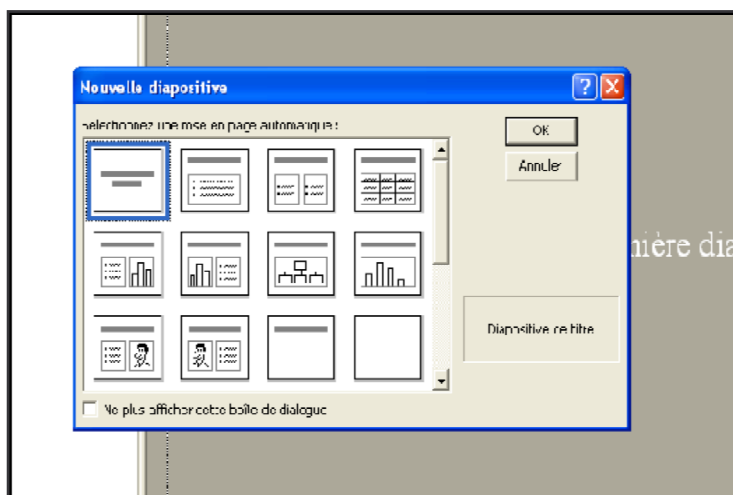 Nouvelle diapositive
Sélectionnez une mise en page automatique :
OK
Annuler
nière dia
Diapositive de titre
Ne plus afficher cette boîte de dialogue